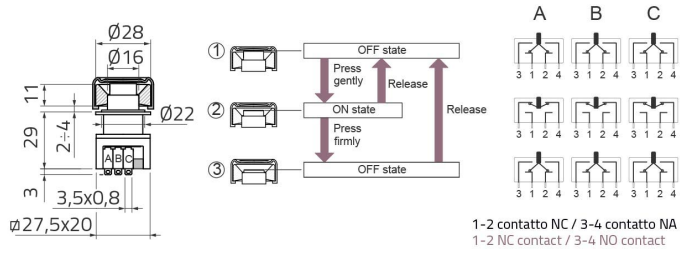 Ø28
Ø16
11
2÷4
Ø22
29
A B C
3
3,5x0,8
⌀27,5x20
1 OFF state
Press
gently
Release
2 ON state
Release
Press
firmly
3 OFF state
A B C
3 1 2 4 3 1 2 4 3 1 2 4
3 1 2 4 3 1 2 4 3 1 2 4
3 1 2 4 3 1 2 4 3 1 2 4
1-2 contatto NC / 3-4 contatto NA
1-2 NC contact / 3-4 NO contact